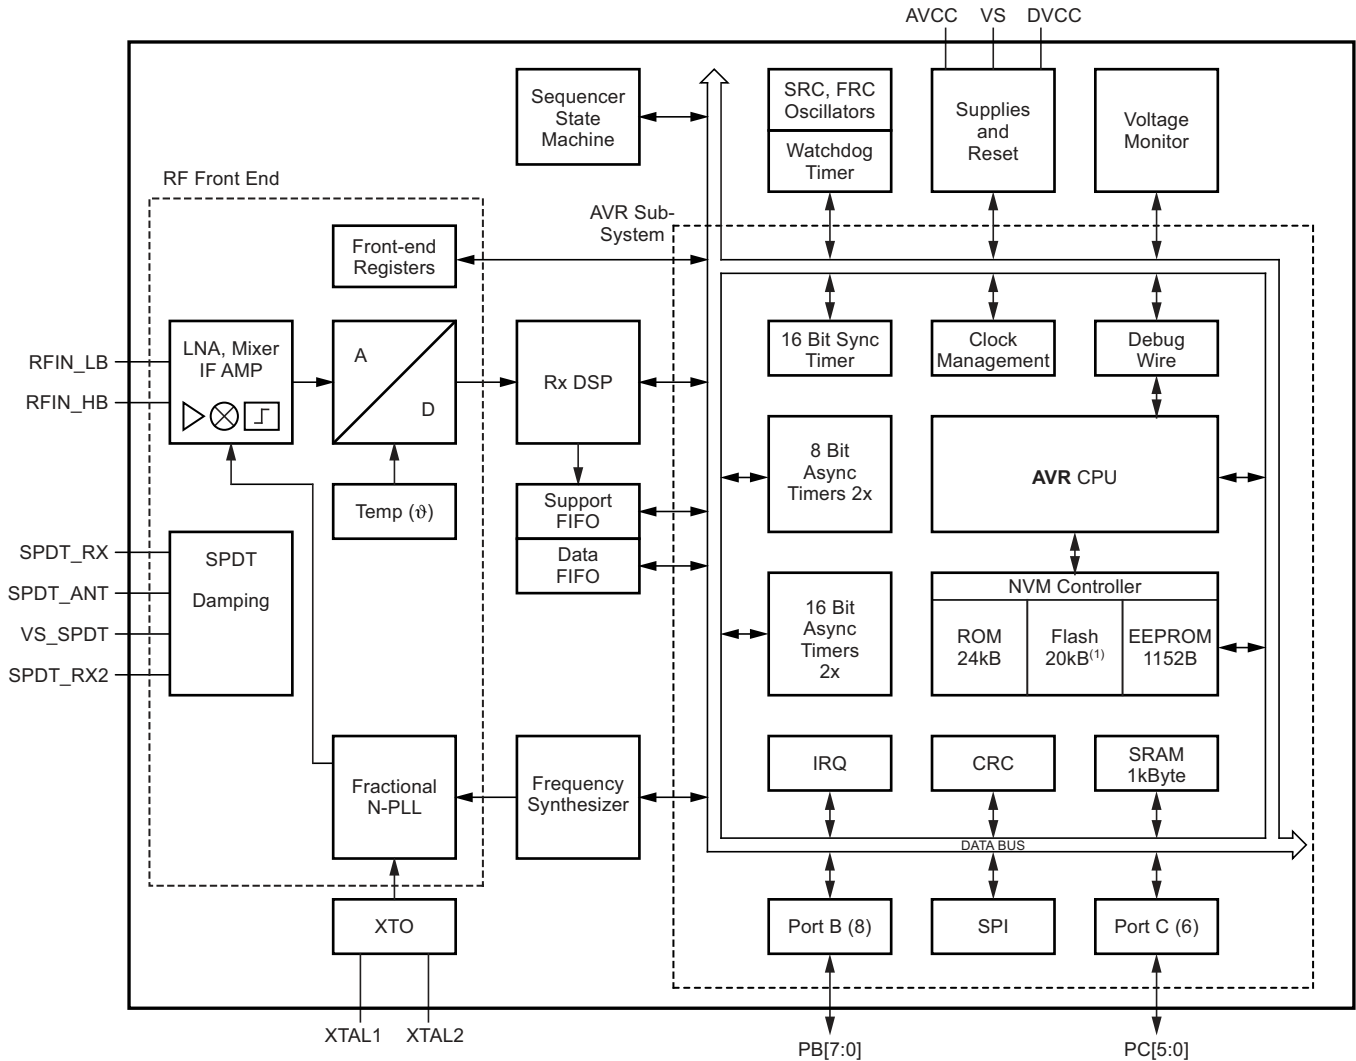 AVCC VS DVCC
Sequencer
State
Machine
SRC, FRC
Oscillators
Watchdog
Timer
Supplies
and
Reset
Voltage
Monitor
RF Front End
AVR Sub-
System
Front-end
Registers
RFIN_LB
RFIN_HB
LNA, Mixer
IF AMP
A
D
Rx DSP
16 Bit Sync
Timer
Clock
Management
Debug
Wire
Temp (ϑ)
Support
FIFO
Data
FIFO
8 Bit
Async
Timers 2x
AVR CPU
SPDT_RX
SPDT_ANT
VS_SPDT
SPDT_RX2
SPDT
Damping
16 Bit
Async
Timers
2x
NVM Controller
ROM
24kB
Flash
20kB(1)
EEPROM
1152B
Fractional
N-PLL
Frequency
Synthesizer
IRQ
CRC
SRAM
1kByte
DATA BUS
XTO
Port B (8)
SPI
Port C (6)
XTAL1 XTAL2
PB[7:0]
PC[5:0]